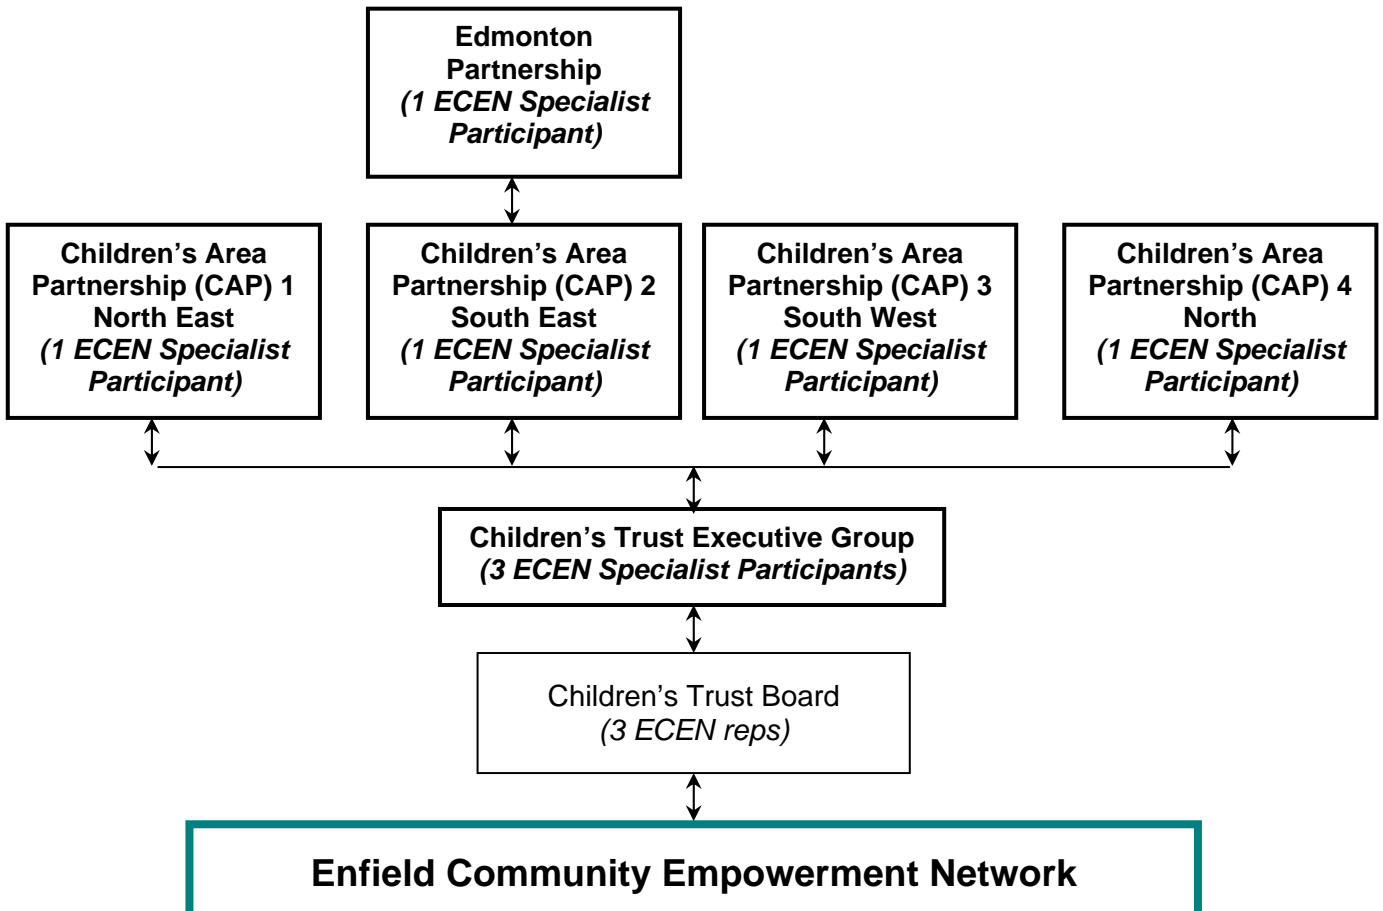 Edmonton
Partnership
(1 ECEN Specialist
Participant)
Children’s Area
Partnership (CAP) 1
North East
(1 ECEN Specialist
Participant)
Children’s Area
Partnership (CAP) 2
South East
(1 ECEN Specialist
Participant)
Children’s Area
Partnership (CAP) 3
South West
(1 ECEN Specialist
Participant)
Children’s Area
Partnership (CAP) 4
North
(1 ECEN Specialist
Participant)
Children’s Trust Executive Group
(3 ECEN Specialist Participants)
Children’s Trust Board
(3 ECEN reps)
Enfield Community Empowerment Network